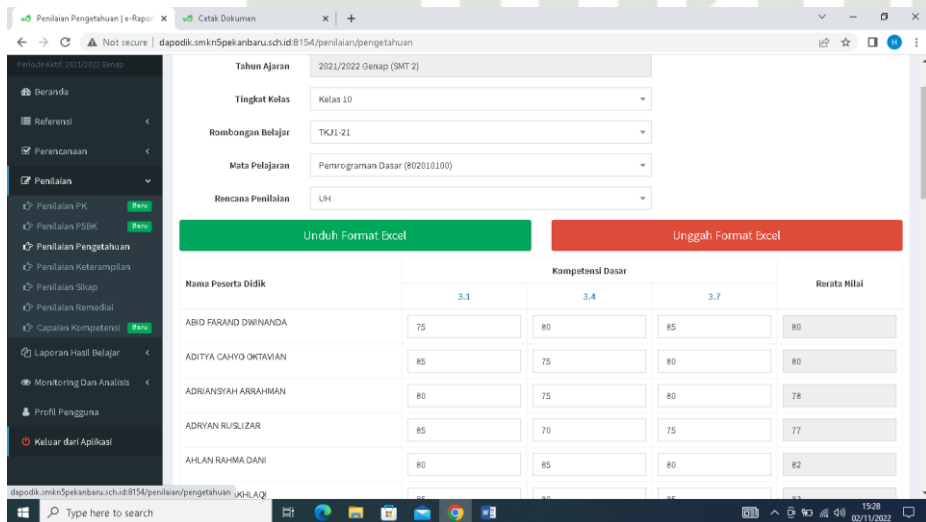 Penilaian Pengetahuan | e-Rapor
Cetak Dokumen
Not secure | dapodik.smkn5pekanbaru.sch.id:8154/penilaian/pengetahuan
H
Periode Aktif: 2021/2022 Genap
Beranda
Referensi
Perencanaan
Penilaian
Penilaian PK Baru
Penilaian P5BK Baru
Penilaian Pengetahuan
Penilaian Keterampilan
Penilaian Sikap
Penilaian Remedial
Capaian Kompetensi Baru
Laporan Hasil Belajar
Monitoring Dan Analisis
Profil Pengguna
Keluar dari Aplikasi
Tahun Ajaran 2021/2022 Genap (SMT 2)
Tingkat Kelas Kelas 10
Rombongan Belajar TKJ1-21
Mata Pelajaran Pemrograman Dasar (802010100)
Rencana Penilaian UH
Unduh Format Excel Unggah Format Excel
Nama Peserta Didik Kompetensi Dasar Rerata Nilai
3.1 3.4 3.7
ABID FARAND DWINANDA 75 80 85 80
ADITYA CAHYO OKTAVIAN 85 75 80 80
ADRIANSYAH ARRAHMAN 80 75 80 78
ADRYAN RUSLIZAR 85 70 75 77
AHLAN RAHMA DANI 80 85 80 82
dapodik.smkn5pekanbaru.sch.id:8154/penilaian/pengetahuan
Type here to search
15:28
02/11/2022